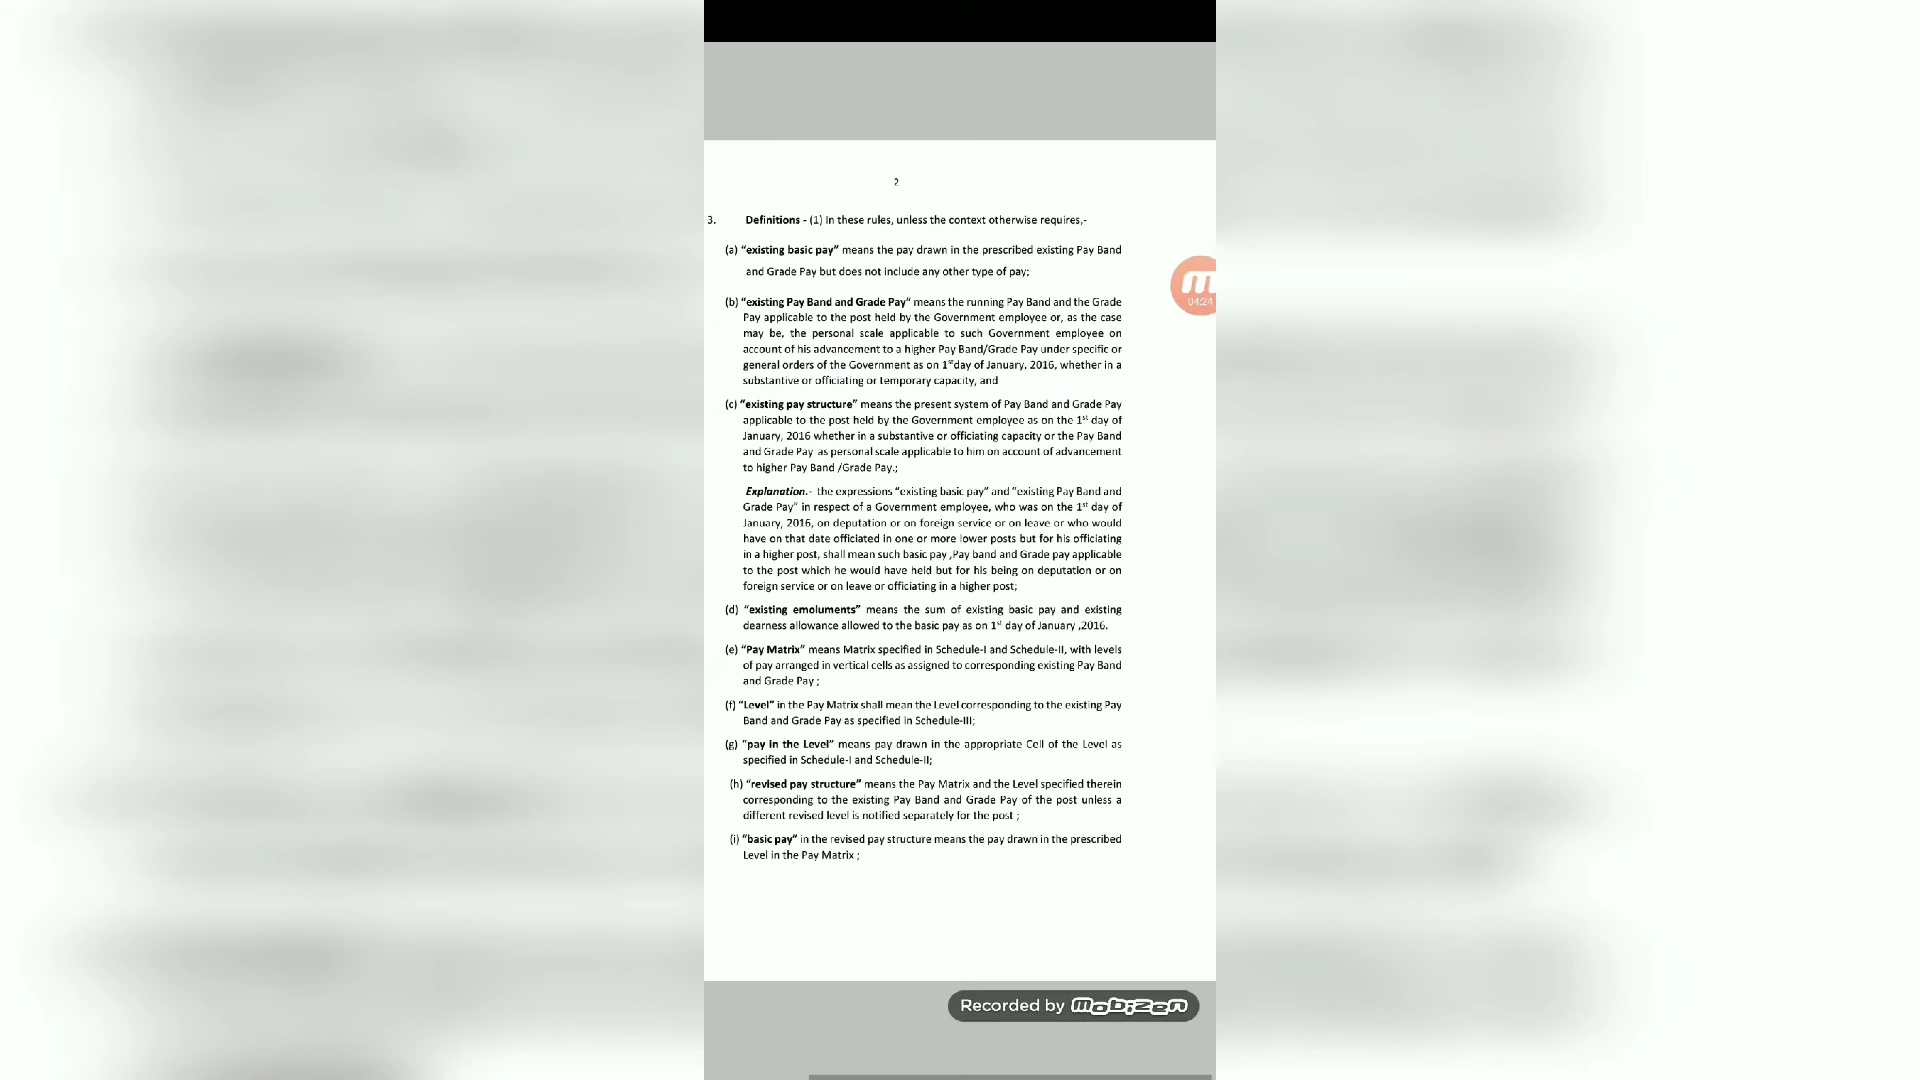 2
3. Definitions - (1) In these rules, unless the context otherwise requires,-
(a) “existing basic pay” means the pay drawn in the prescribed existing Pay Band
and Grade Pay but does not include any other type of pay;
(b) “existing Pay Band and Grade Pay” means the running Pay Band and the Grade
Pay applicable to the post held by the Government employee or, as the case
may be, the personal scale applicable to such Government employee on
account of his advancement to a higher Pay Band/Grade Pay under specific or
general orders of the Government as on 1st day of January, 2016, whether in a
substantive or officiating or temporary capacity, and
(c) “existing pay structure” means the present system of Pay Band and Grade Pay
applicable to the post held by the Government employee as on the 1st day of
January, 2016 whether in a substantive or officiating capacity or the Pay Band
and Grade Pay as personal scale applicable to him on account of advancement
to higher Pay Band /Grade Pay.;
Explanation.- the expressions “existing basic pay” and “existing Pay Band and
Grade Pay” in respect of a Government employee, who was on the 1st day of
January, 2016, on deputation or on foreign service or on leave or who would
have on that date officiated in one or more lower posts but for his officiating
in a higher post, shall mean such basic pay ,Pay band and Grade pay applicable
to the post which he would have held but for his being on deputation or on
foreign service or on leave or officiating in a higher post;
(d) “existing emoluments” means the sum of existing basic pay and existing
dearness allowance allowed to the basic pay as on 1st day of January ,2016.
(e) “Pay Matrix” means Matrix specified in Schedule-I and Schedule-II, with levels
of pay arranged in vertical cells as assigned to corresponding existing Pay Band
and Grade Pay ;
(f) “Level” in the Pay Matrix shall mean the Level corresponding to the existing Pay
Band and Grade Pay as specified in Schedule-III;
(g) “pay in the Level” means pay drawn in the appropriate Cell of the Level as
specified in Schedule-I and Schedule-II;
(h) “revised pay structure” means the Pay Matrix and the Level specified therein
corresponding to the existing Pay Band and Grade Pay of the post unless a
different revised level is notified separately for the post ;
(i) “basic pay” in the revised pay structure means the pay drawn in the prescribed
Level in the Pay Matrix ;
04:24
Recorded by mobizen